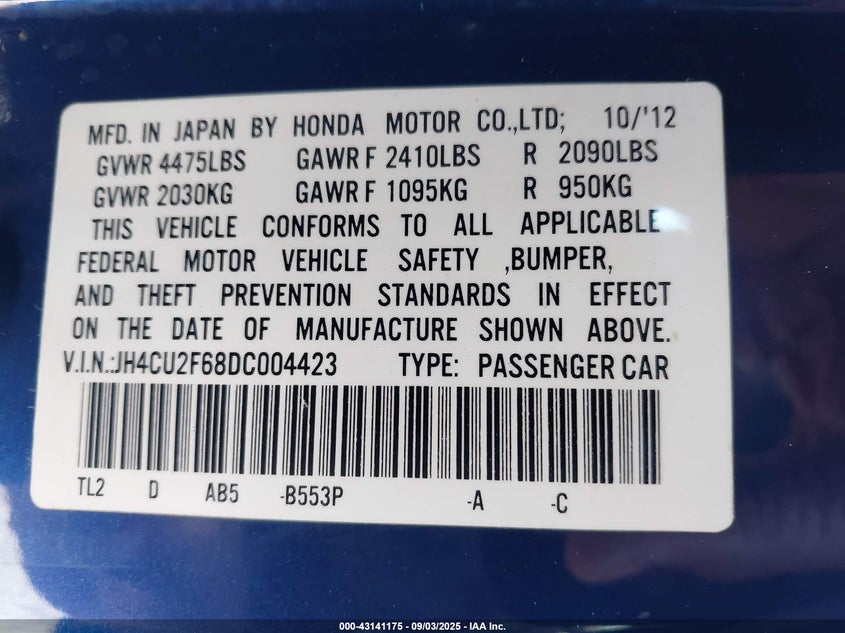 MFD. IN JAPAN BY HONDA MOTOR CO.,LTD; 10/'12
GVWR 4475LBS GAWR F 2410LBS R 2090LBS
GVWR 2030KG GAWR F 1095KG R 950KG
THIS VEHICLE CONFORMS TO ALL APPLICABLE
FEDERAL MOTOR VEHICLE SAFETY ,BUMPER,
AND THEFT PREVENTION STANDARDS IN EFFECT
ON THE DATE OF MANUFACTURE SHOWN ABOVE.
V.I.N.:JH4CU2F68DC004423 TYPE: PASSENGER CAR
TL2 D AB5 -B553P -A -C
000-43141175 - 09/03/2025 - IAA Inc.